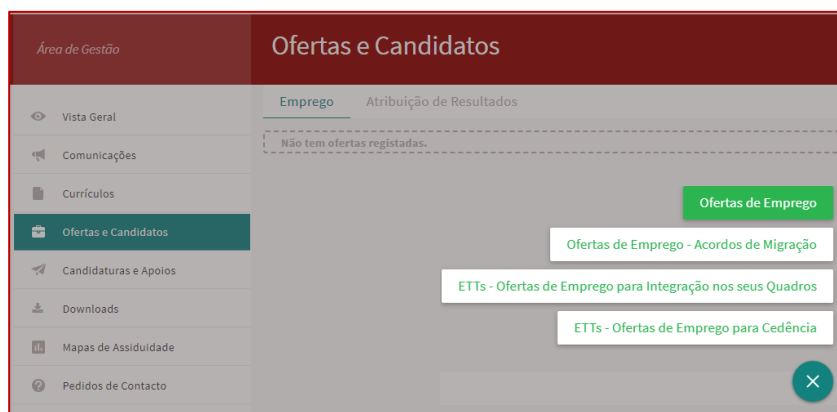 Área de Gestão
Ofertas e Candidatos
Vista Geral
Comunicações
Currículos
Ofertas e Candidatos
Candidaturas e Apoios
Downloads
Mapas de Assiduidade
Pedidos de Contacto
Emprego Atribuição de Resultados
Não tem ofertas registadas.
Ofertas de Emprego
Ofertas de Emprego - Acordos de Migração
ETTs - Ofertas de Emprego para Integração nos seus Quadros
ETTs - Ofertas de Emprego para Cedência